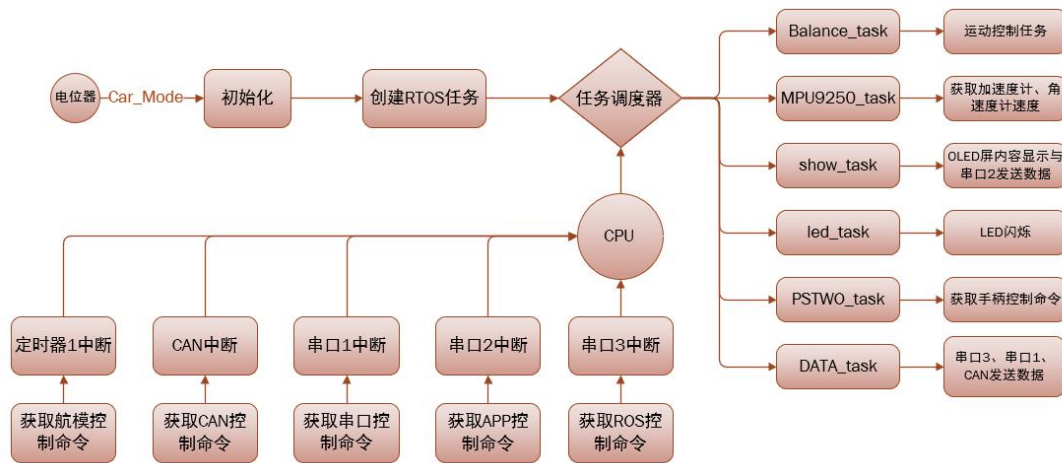 电位器
Car_Mode
初始化
创建RTOS任务
任务调度器
Balance_task
运动控制任务
MPU9250_task
获取加速度计、角
速度计速度
show_task
OLED屏内容显示与
串口2发送数据
led_task
LED闪烁
PSTWO_task
获取手柄控制命令
DATA_task
串口3、串口1、
CAN发送数据
CPU
定时器1中断
CAN中断
串口1中断
串口2中断
串口3中断
获取航模控
制命令
获取CAN控
制命令
获取串口控
制命令
获取APP控
制命令
获取ROS控
制命令